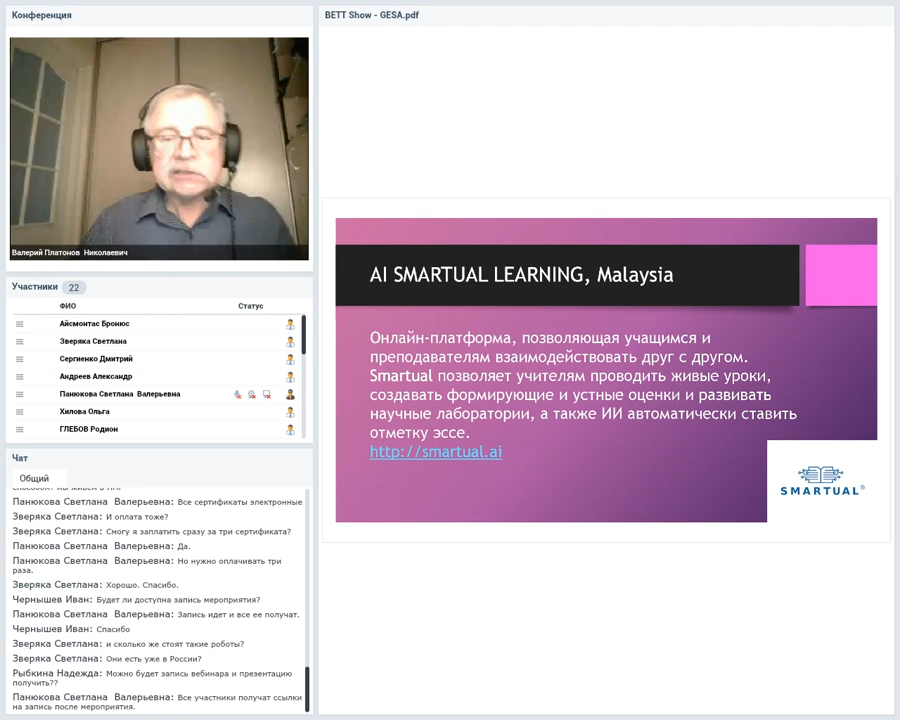 Конференция
Валерий Платонов Николаевич
Участники 22
ФИО Статус
Айсмонтас Бронюс
Зверяка Светлана
Сергиенко Дмитрий
Андреев Александр
Панюкова Светлана Валерьевна
Хилова Ольга
ГЛЕБОВ Родион
Чат
Общий
Панюкова Светлана Валерьевна: Все сертификаты электронные
Зверяка Светлана: И оплата тоже?
Зверяка Светлана: Смогу я заплатить сразу за три сертификата?
Панюкова Светлана Валерьевна: Да.
Панюкова Светлана Валерьевна: Но нужно оплачивать три
раза.
Зверяка Светлана: Хорошо. Спасибо.
Чернышев Иван: Будет ли доступна запись мероприятия?
Панюкова Светлана Валерьевна: Запись идет и все ее получат.
Чернышев Иван: Спасибо
Зверяка Светлана: и сколько же стоят такие роботы?
Зверяка Светлана: Они есть уже в России?
Рыбкина Надежда: Можно будет запись вебинара и презентацию
получить??
Панюкова Светлана Валерьевна: Все участники получат ссылки
на запись после мероприятия.
BETT Show - GESA.pdf
AI SMARTUAL LEARNING, Malaysia
Онлайн-платформа, позволяющая учащимся и
преподавателям взаимодействовать друг с другом.
Smartual позволяет учителям проводить живые уроки,
создавать формирующие и устные оценки и развивать
научные лаборатории, а также ИИ автоматически ставить
отметку эссе.
http://smartual.ai
SMARTUAL®